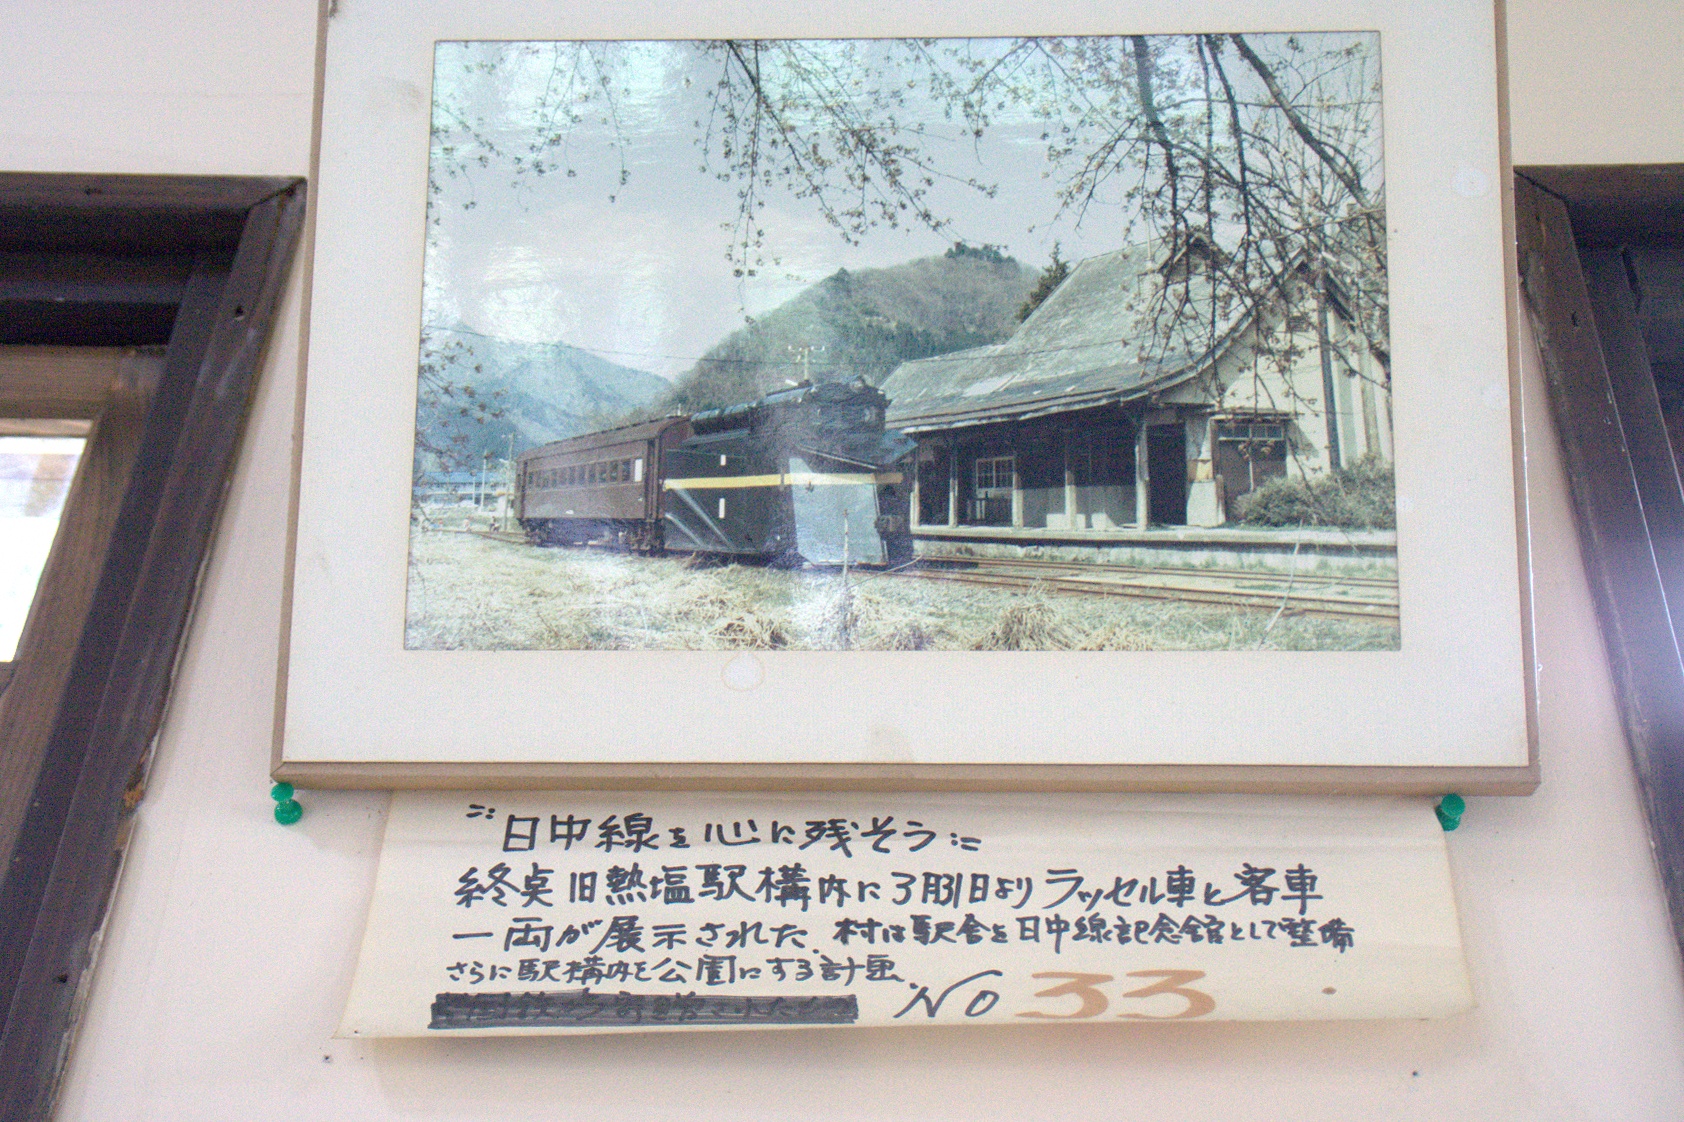 日中線を心に残そう
終点旧熱塩駅構内に3月31日よりラッセル車と客車
一両が展示された、村は駅舎を日中線記念館として整備
さらに駅構内を公園にする計画。
No 33